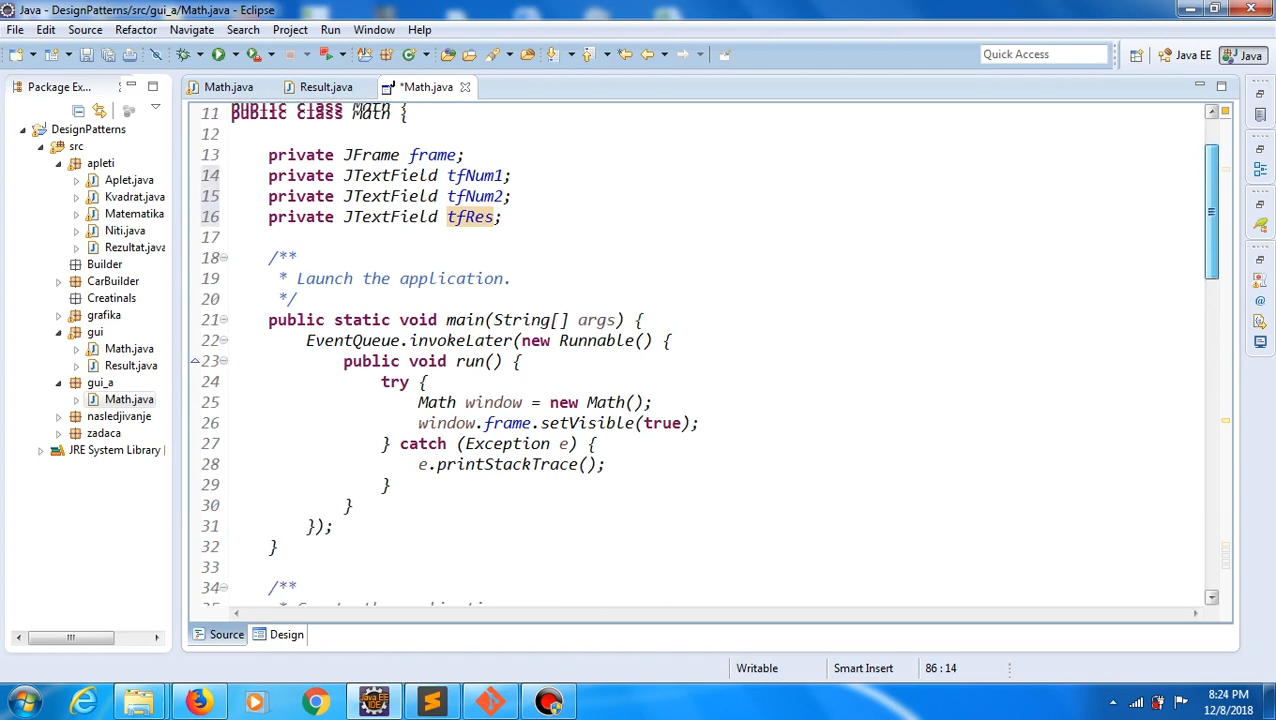 Java - DesignPatterns/src/gui_a/Math.java - Eclipse
File Edit Source Refactor Navigate Search Project Run Window Help
Quick Access
Java EE
Java
Package Ex...
Math.java
Result.java
*Math.java
DesignPatterns
src
apleti
Aplet.java
Kvadrat.java
Matematika
Niti.java
Rezultat.java
Builder
CarBuilder
Creatinals
grafika
gui
Math.java
Result.java
gui_a
Math.java
nasledjivanje
zadaca
JRE System Library
public class Math {
11 public class Math {
12
13 private JFrame frame;
14 private JTextField tfNum1;
15 private JTextField tfNum2;
16 private JTextField tfRes;
17
18 /**
19 * Launch the application.
20 */
21 public static void main(String[] args) {
22 EventQueue.invokeLater(new Runnable() {
23 public void run() {
24 try {
25 Math window = new Math();
26 window.frame.setVisible(true);
27 } catch (Exception e) {
28 e.printStackTrace();
29 }
30 }
31 });
32 }
33
34 /**
Source Design
Writable Smart Insert 86 : 14
8:24 PM
12/8/2018